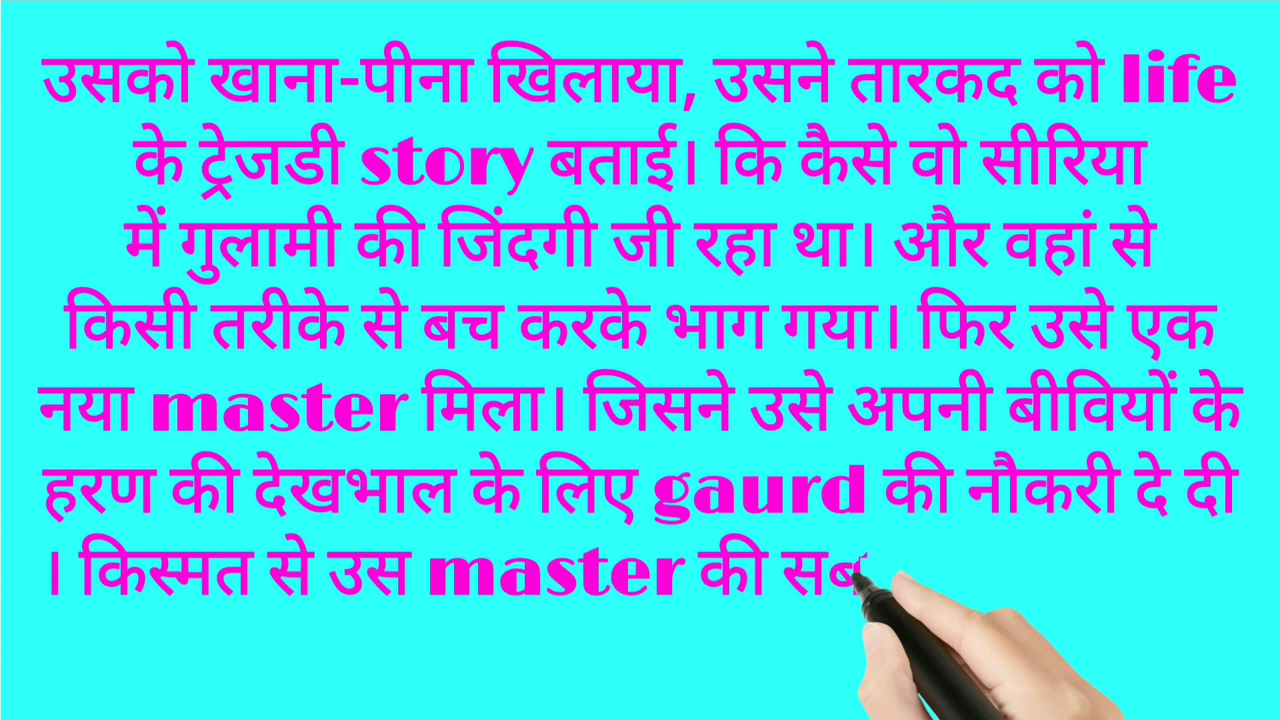 उसको खाना-पीना खिलाया, उसने तारकद को life
के ट्रेजडी story बताई। कि कैसे वो सीरिया
में गुलामी की जिंदगी जी रहा था। और वहां से
किसी तरीके से बच करके भाग गया। फिर उसे एक
नया master मिला। जिसने उसे अपनी बीवियों के
हरण की देखभाल के लिए gaurd की नौकरी दे दी
। किस्मत से उस master की